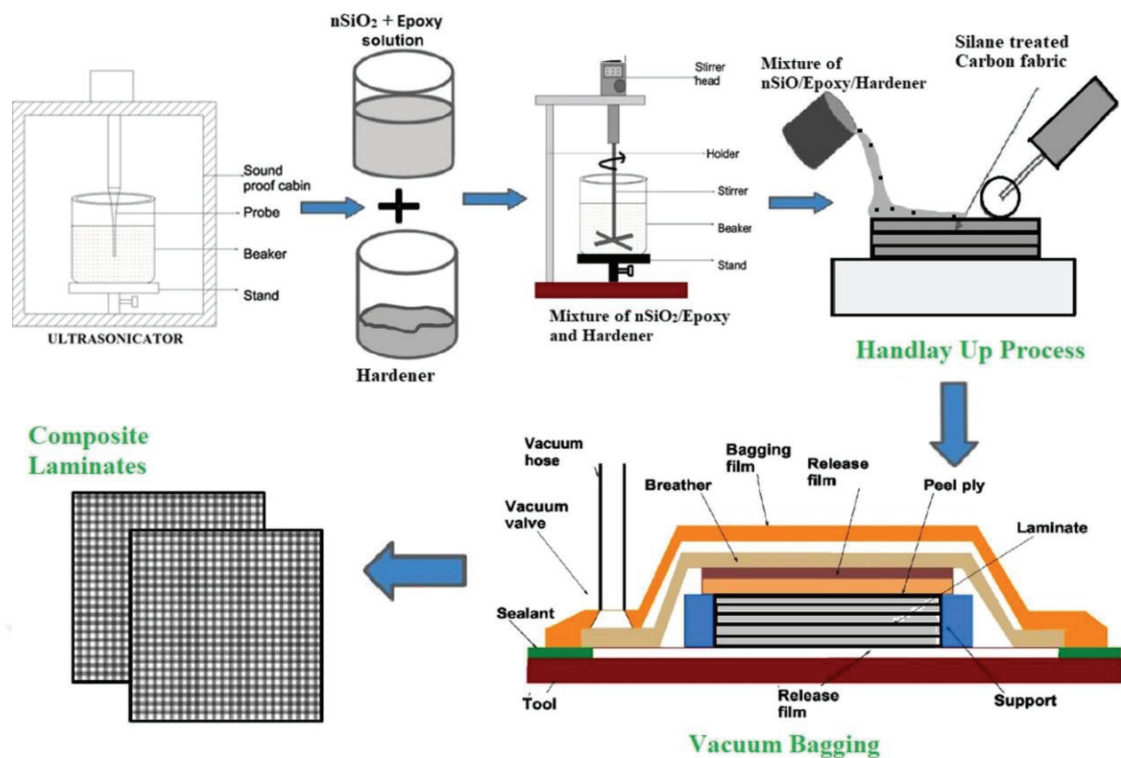 nSiO₂ + Epoxy
solution
Sound
proof cabin
Probe
Beaker
Stand
ULTRASONICATOR
Hardener
Stirrer
head
Holder
Stirrer
Beaker
Stand
Mixture of nSiO₂/Epoxy
and Hardener
Mixture of
nSiO/Epoxy/Hardener
Silane treated
Carbon fabric
Handlay Up Process
Composite
Laminates
Vacuum
hose
Vacuum
valve
Sealant
Tool
Breather
Bagging
film
Release
film
Peel ply
Laminate
Release
film
Support
Vacuum Bagging